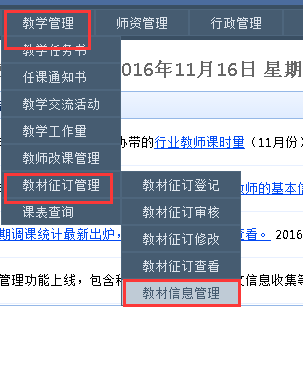 教学管理 师资管理 行政管理
教学任务书
016年11月16日 星期
任课通知书
教学交流活动
教学工作量
办带的行业教师课时量（11月份）
教师改课管理
教材征订管理 教材征订登记 教师的基本信
课表查询 教材征订审核
期调课统计最新出炉， 教材征订修改 查看。 2016
教材征订查看
管理功能上线，包含 教材信息管理 文信息收集等